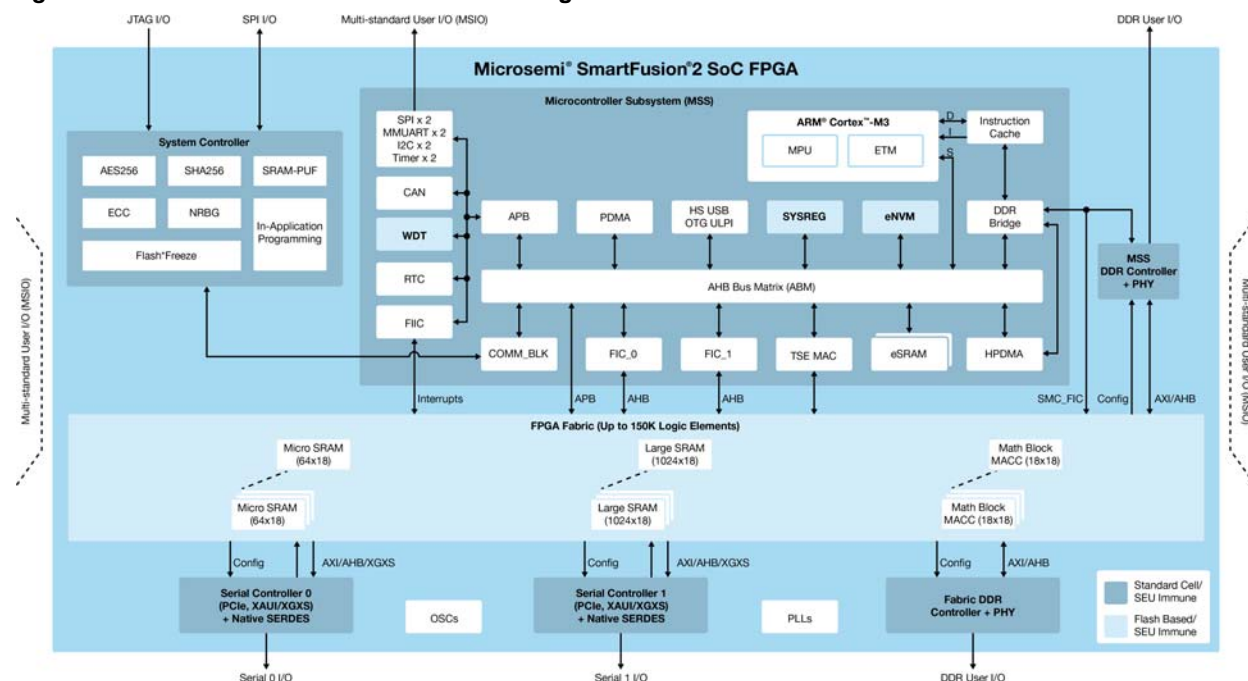 JTAG I/O
SPI I/O
Multi-standard User I/O (MSIO)
DDR User I/O
Microsemi® SmartFusion®2 SoC FPGA
Microcontroller Subsystem (MSS)
System Controller
AES256
SHA256
SRAM-PUF
ECC
NRBG
In-Application
Programming
Flash*Freeze
SPI x 2
MMUART x 2
I2C x 2
Timer x 2
CAN
WDT
RTC
FIIC
ARM® Cortex™-M3
MPU
ETM
D
I
S
Instruction
Cache
APB
PDMA
HS USB
OTG ULPI
SYSREG
eNVM
DDR
Bridge
AHB Bus Matrix (ABM)
COMM_BLK
FIC_0
FIC_1
TSE MAC
eSRAM
HPDMA
MSS
DDR Controller
+ PHY
Multi-standard User I/O (MSIO)
Multi-standard User I/O (MSIO)
Interrupts
APB
AHB
AHB
SMC_FIC
Config
AXI/AHB
FPGA Fabric (Up to 150K Logic Elements)
Micro SRAM
(64x18)
Large SRAM
(1024x18)
Math Block
MACC (18x18)
Micro SRAM
(64x18)
Large SRAM
(1024x18)
Math Block
MACC (18x18)
Config
AXI/AHB/XGXS
Config
AXI/AHB/XGXS
Config
AXI/AHB
Serial Controller 0
(PCIe, XAUI/XGXS)
+ Native SERDES
OSCs
Serial Controller 1
(PCIe, XAUI/XGXS)
+ Native SERDES
PLLs
Fabric DDR
Controller + PHY
Standard Cell/
SEU Immune
Flash Based/
SEU Immune
Serial 0 I/O
Serial 1 I/O
DDR User I/O